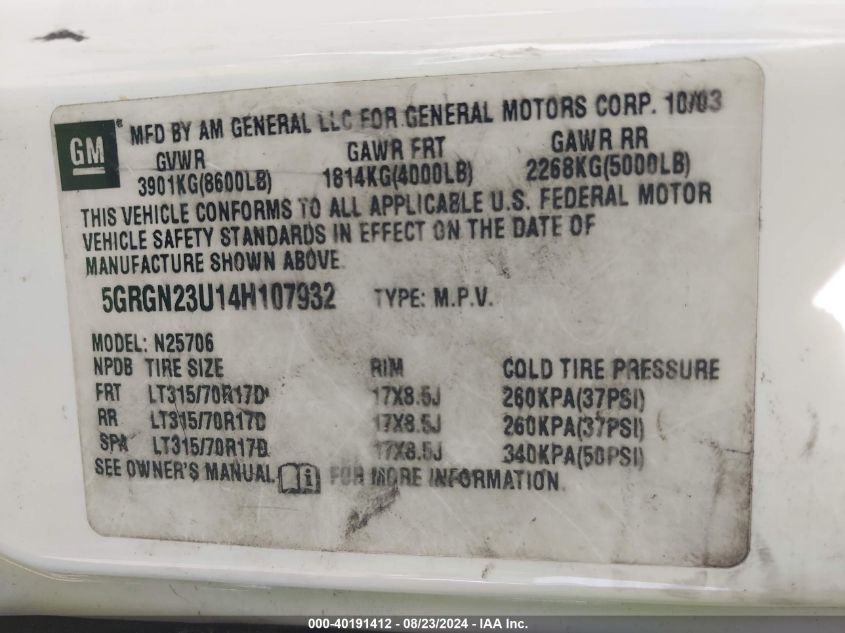 GM ® MFD BY AM GENERAL LLC FOR GENERAL MOTORS CORP. 10/03
GVWR GAWR FRT GAWR RR
3901KG(8600LB) 1814KG(4000LB) 2268KG(5000LB)
THIS VEHICLE CONFORMS TO ALL APPLICABLE U.S. FEDERAL MOTOR
VEHICLE SAFETY STANDARDS IN EFFECT ON THE DATE OF
MANUFACTURE SHOWN ABOVE.
5GRGN23U14H107932 TYPE: M.P.V.
MODEL: N25706
NPDB TIRE SIZE RIM COLD TIRE PRESSURE
FRT LT315/70R17D 17X8.5J 260KPA(37PSI)
RR LT315/70R17D 17X8.5J 260KPA(37PSI)
SPA LT315/70R17D 17X8.5J 340KPA(50PSI)
SEE OWNER'S MANUAL FOR MORE INFORMATION.
000-40191412 - 08/23/2024 - IAA Inc.